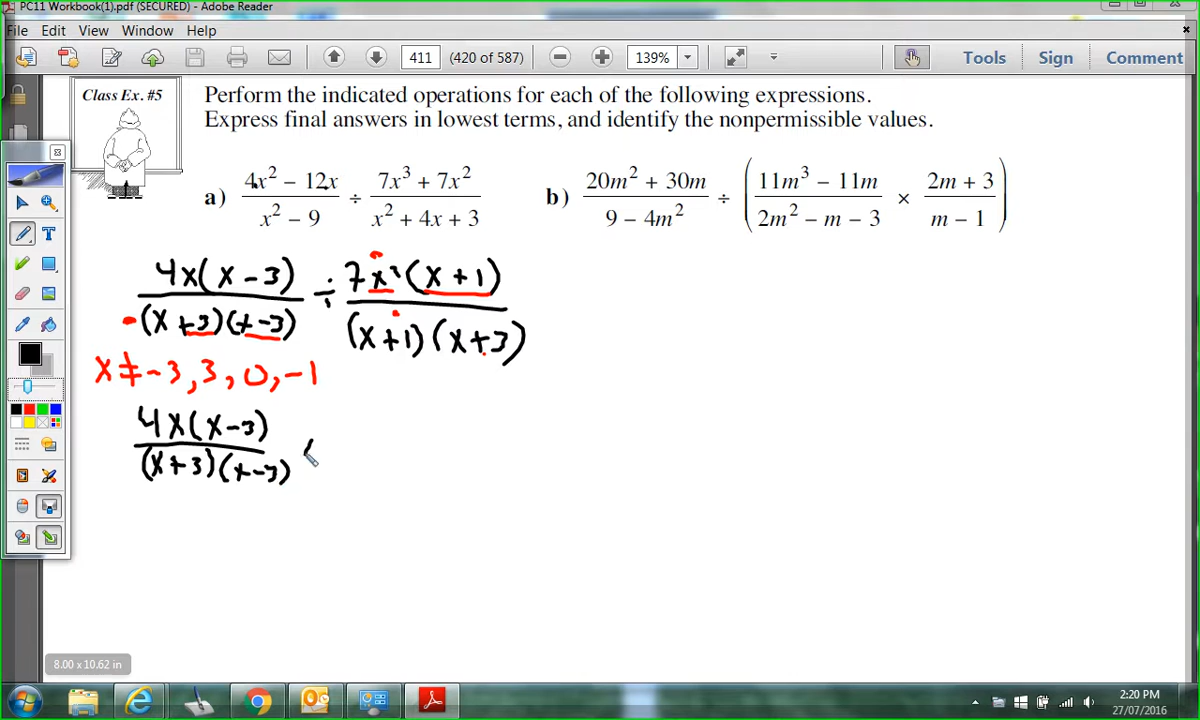 PC11 Workbook(1).pdf (SECURED) - Adobe Reader
File Edit View Window Help
411 (420 of 587) 139% Tools Sign Comment
Class Ex. #5
Perform the indicated operations for each of the following expressions.
Express final answers in lowest terms, and identify the nonpermissible values.
a) (4x² − 12x)/(x² − 9) ÷ (7x³ + 7x²)/(x² + 4x + 3)
b) (20m² + 30m)/(9 − 4m²) ÷ ( (11m³ − 11m)/(2m² − m − 3) × (2m + 3)/(m − 1) )
4x(x − 3) ÷ 7x²(x + 1)
(x + 3)(x − 3) (x + 1)(x + 3)
x ≠ −3, 3, 0, −1
4x(x − 3)
(x + 3)(x − 3)
8.00 x 10.62 in
2:20 PM
27/07/2016